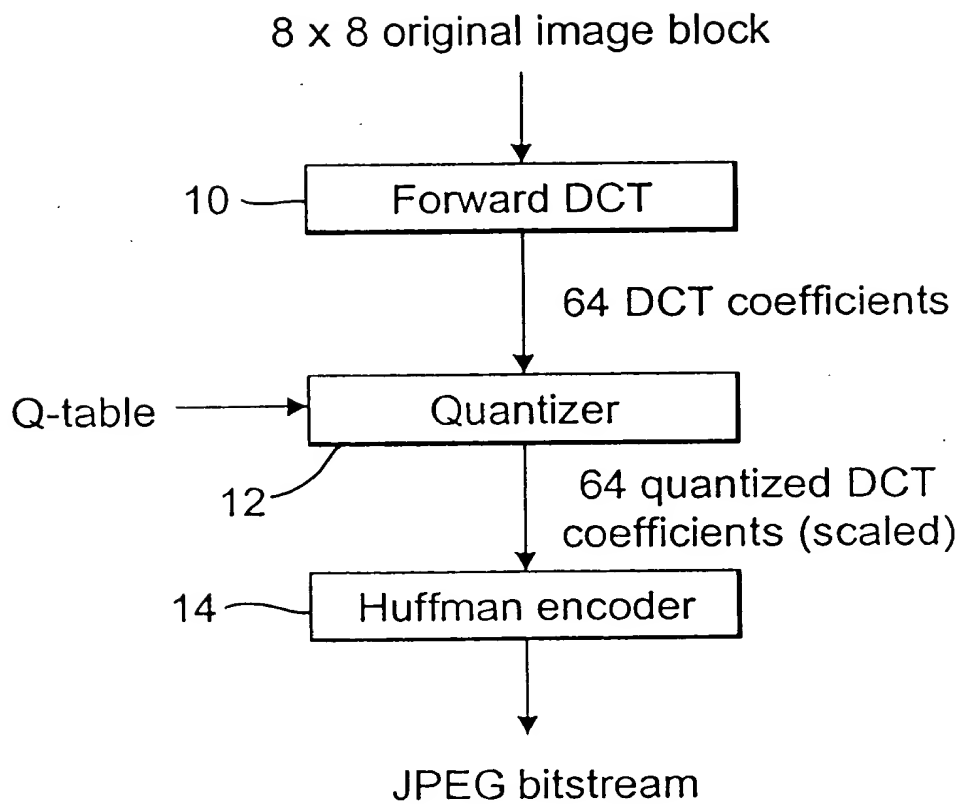 8 x 8 original image block
10
Forward DCT
64 DCT coefficients
Q-table
Quantizer
12
64 quantized DCT
coefficients (scaled)
14
Huffman encoder
JPEG bitstream